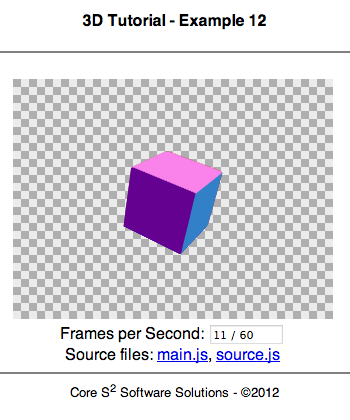 3D Tutorial - Example 12
Frames per Second: 11 / 60
Source files: main.js, source.js
Core S² Software Solutions - ©2012